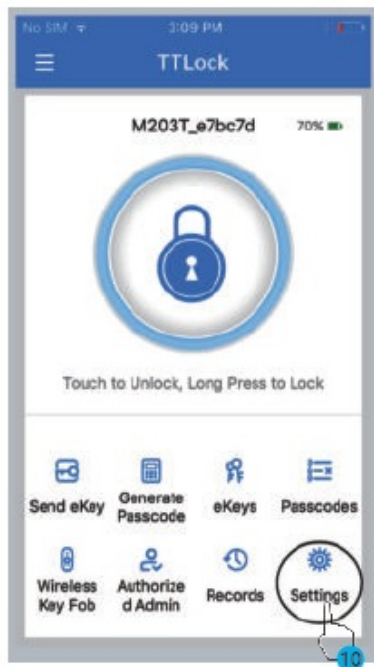 No SIM 3:09 PM
TTLock
M203T_e7bc7d 70%
Touch to Unlock, Long Press to Lock
Send eKey Generate Passcode eKeys Passcodes
Wireless Key Fob Authorize d Admin Records Settings
10